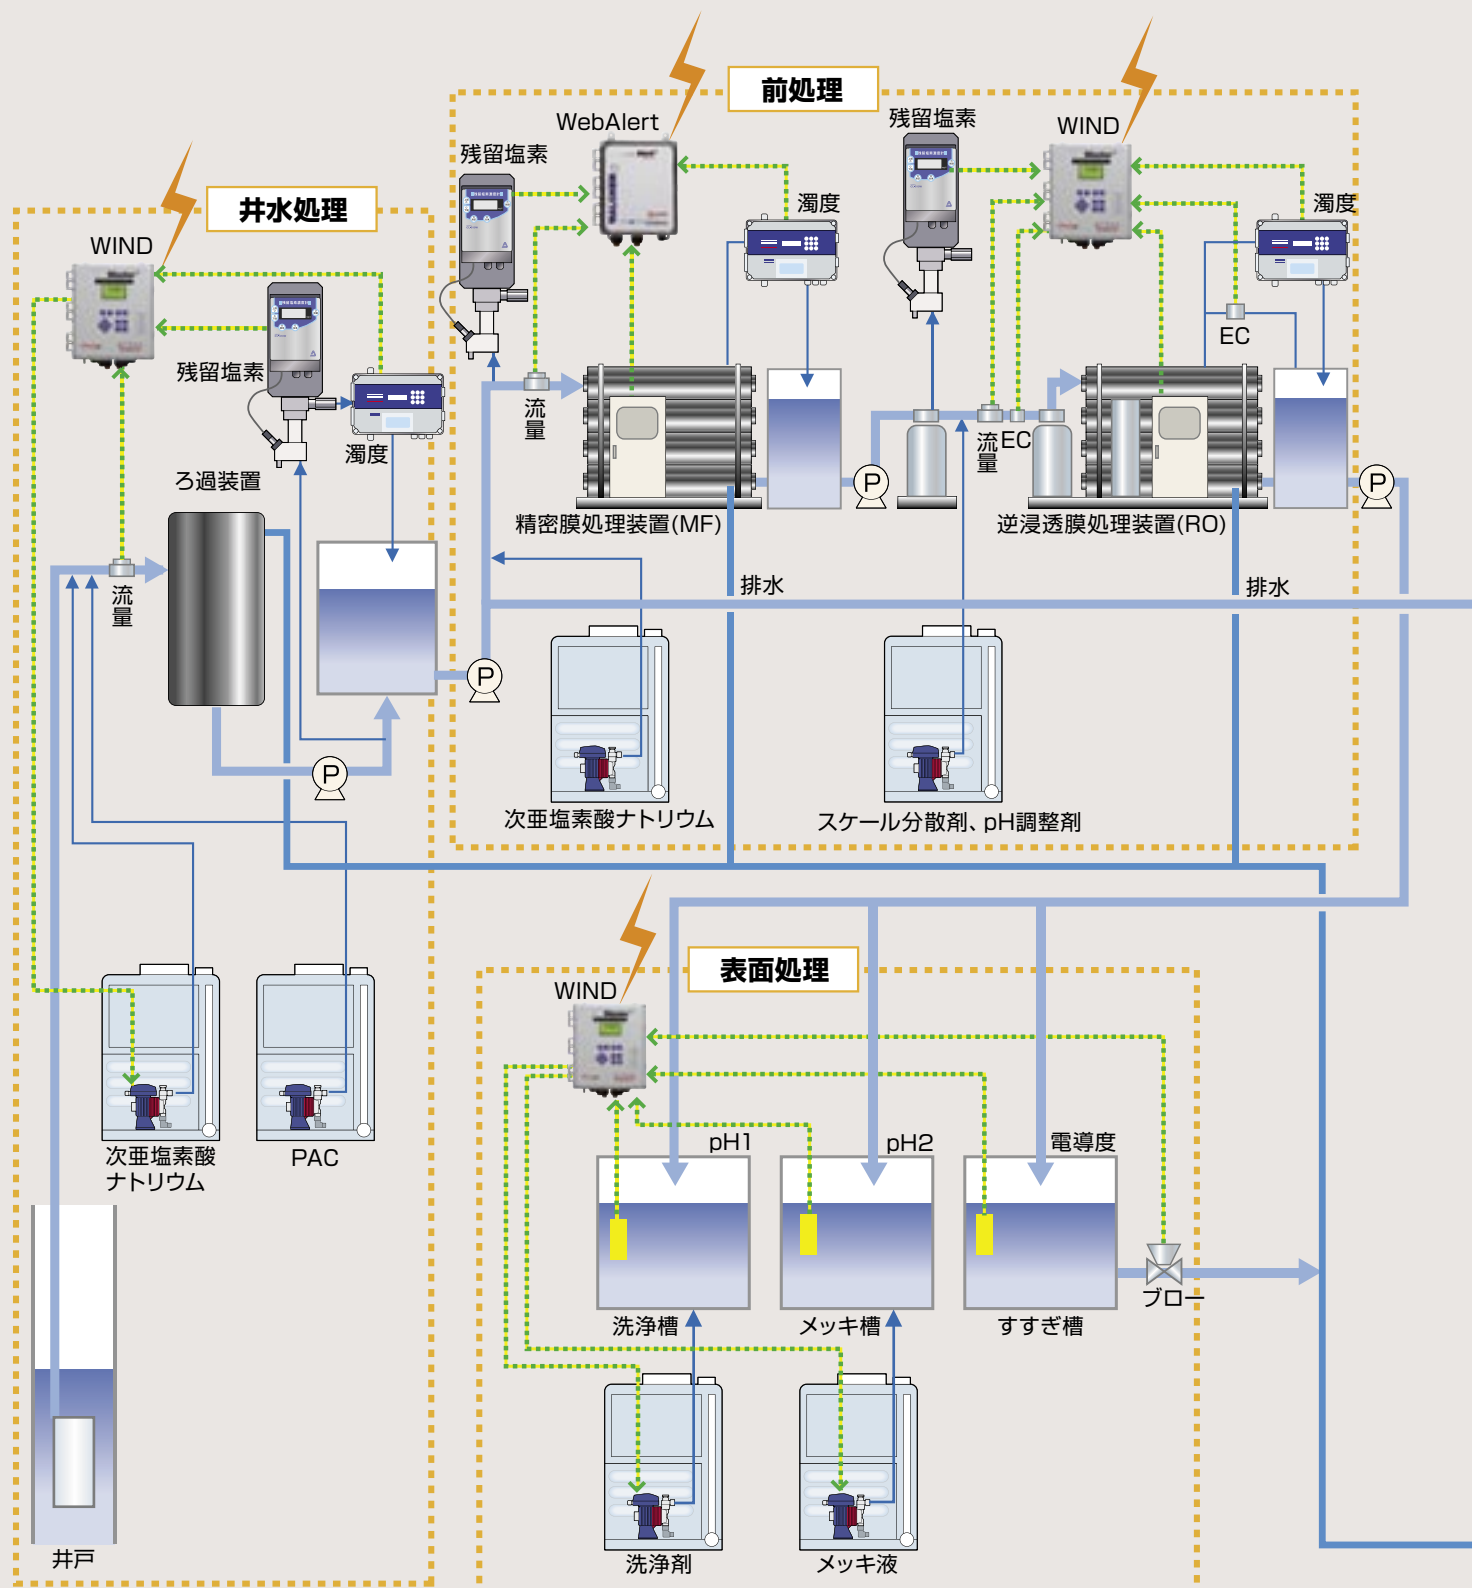 前処理
WebAlert
残留塩素
残留塩素
WIND
濁度
濁度
井水処理
WIND
残留塩素
濁度
ろ過装置
流量
流量
流量
EC
EC
P
P
精密膜処理装置(MF)
逆浸透膜処理装置(RO)
排水
排水
P
P
次亜塩素酸ナトリウム
スケール分散剤、pH調整剤
次亜塩素酸
ナトリウム
PAC
井戸
表面処理
WIND
pH1
pH2
電導度
洗浄槽
メッキ槽
すすぎ槽
ブロー
洗浄剤
メッキ液